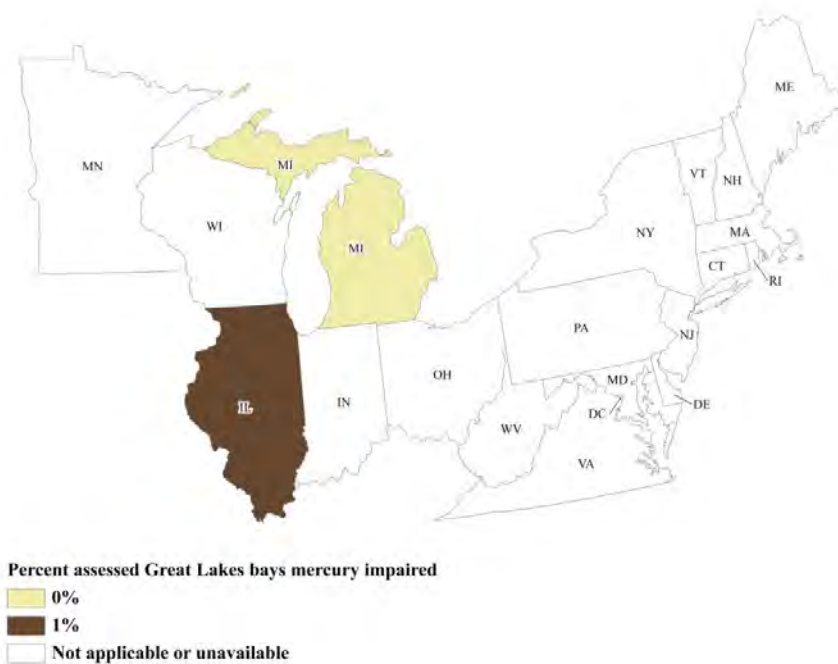 ME
MN
MI
VT
NH
WI
NY
MA
MI
CT
RI
PA
NJ
OH
IL
IN
MD
DE
DC
WV
VA
Percent assessed Great Lakes bays mercury impaired
0%
1%
Not applicable or unavailable